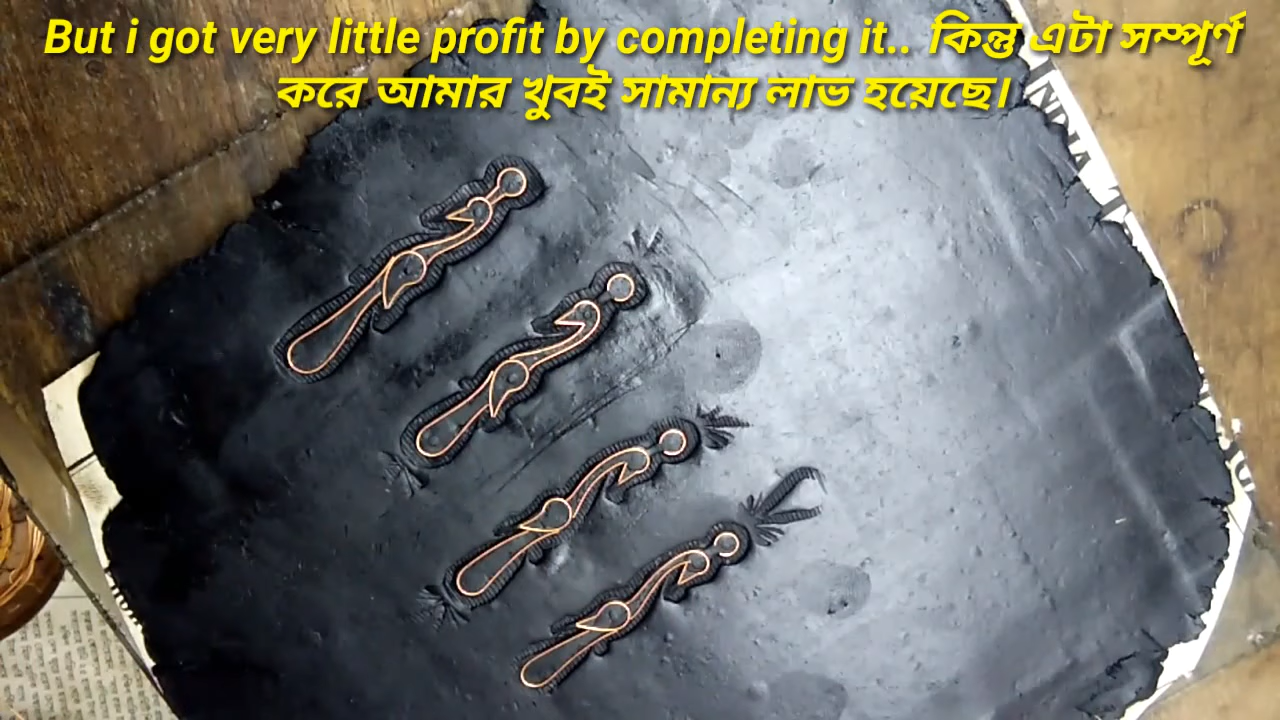 But i got very little profit by completing it.. কিন্তু এটা সম্পূর্ণ
করে আমার খুবই সামান্য লাভ হয়েছে।